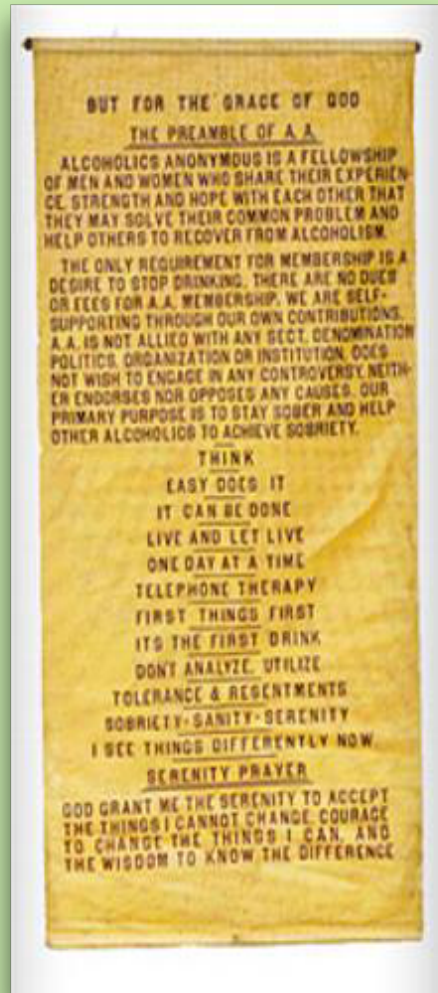 BUT FOR THE GRACE OF GOD
THE PREAMBLE OF A.A.
ALCOHOLICS ANONYMOUS IS A FELLOWSHIP
OF MEN AND WOMEN WHO SHARE THEIR EXPERIEN-
CE, STRENGTH AND HOPE WITH EACH OTHER THAT
THEY MAY SOLVE THEIR COMMON PROBLEM AND
HELP OTHERS TO RECOVER FROM ALCOHOLISM.
THE ONLY REQUIREMENT FOR MEMBERSHIP IS A
DESIRE TO STOP DRINKING. THERE ARE NO DUES
OR FEES FOR A.A. MEMBERSHIP. WE ARE SELF-
SUPPORTING THROUGH OUR OWN CONTRIBUTIONS.
A.A. IS NOT ALLIED WITH ANY SECT, DENOMINATION
POLITICS, ORGANIZATION OR INSTITUTION, DOES
NOT WISH TO ENGAGE IN ANY CONTROVERSY, NEITH-
ER ENDORSES NOR OPPOSES ANY CAUSES. OUR
PRIMARY PURPOSE IS TO STAY SOBER AND HELP
OTHER ALCOHOLICS TO ACHIEVE SOBRIETY.
THINK
EASY DOES IT
IT CAN BE DONE
LIVE AND LET LIVE
ONE DAY AT A TIME
TELEPHONE THERAPY
FIRST THINGS FIRST
ITS THE FIRST DRINK
DON'T ANALYZE, UTILIZE
TOLERANCE & RESENTMENTS
SOBRIETY-SANITY-SERENITY
I SEE THINGS DIFFERENTLY NOW
SERENITY PRAYER
GOD GRANT ME THE SERENITY TO ACCEPT
THE THINGS I CANNOT CHANGE, COURAGE
TO CHANGE THE THINGS I CAN, AND
THE WISDOM TO KNOW THE DIFFERENCE